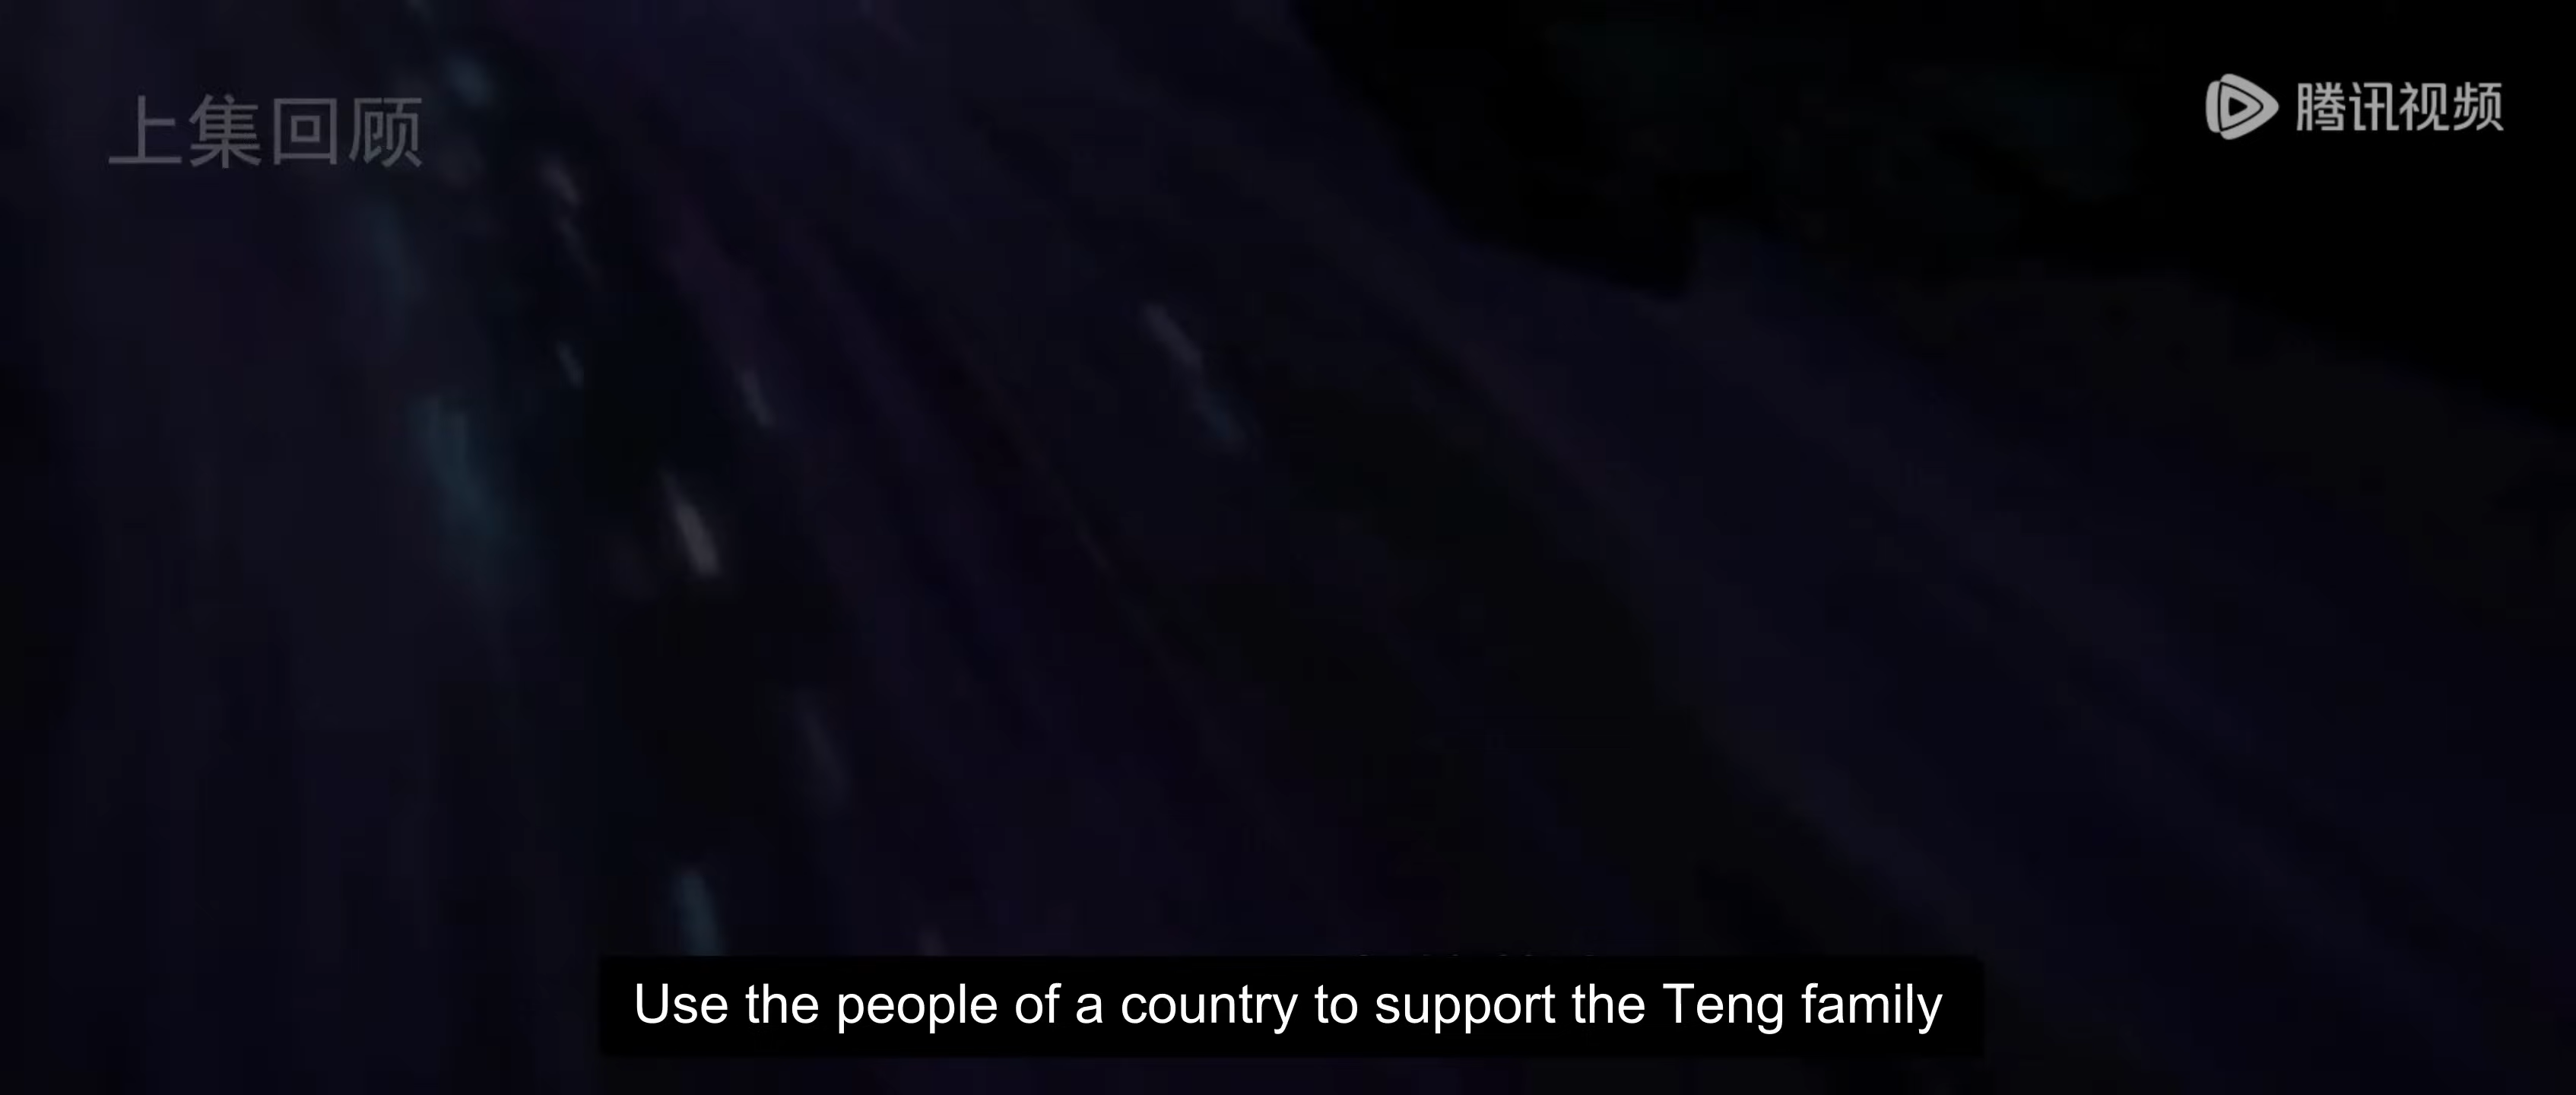 上集回顾
腾讯视频
Use the people of a country to support the Teng family